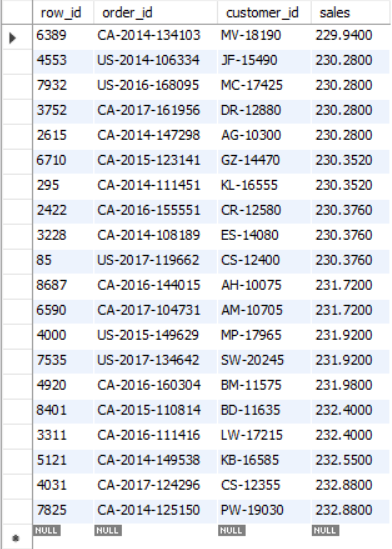 row_id order_id customer_id sales
6389 CA-2014-134103 MV-18190 229.9400
4553 US-2014-106334 JF-15490 230.2800
7932 US-2016-168095 MC-17425 230.2800
3752 CA-2017-161956 DR-12880 230.2800
2615 CA-2014-147298 AG-10300 230.2800
6710 CA-2015-123141 GZ-14470 230.3520
295 CA-2014-111451 KL-16555 230.3520
2422 CA-2016-155551 CR-12580 230.3760
3228 CA-2014-108189 ES-14080 230.3760
85 US-2017-119662 CS-12400 230.3760
8687 CA-2016-144015 AH-10075 231.7200
6590 CA-2017-104731 AM-10705 231.7200
4000 US-2015-149629 MP-17965 231.9200
7535 US-2017-134642 SW-20245 231.9200
4920 CA-2016-160304 BM-11575 231.9800
8401 CA-2015-110814 BD-11635 232.4000
3311 CA-2016-111416 LW-17215 232.4000
5121 CA-2014-149538 KB-16585 232.5500
4031 CA-2017-124296 CS-12355 232.8800
7825 CA-2014-125150 PW-19030 232.8800
NULL NULL NULL NULL